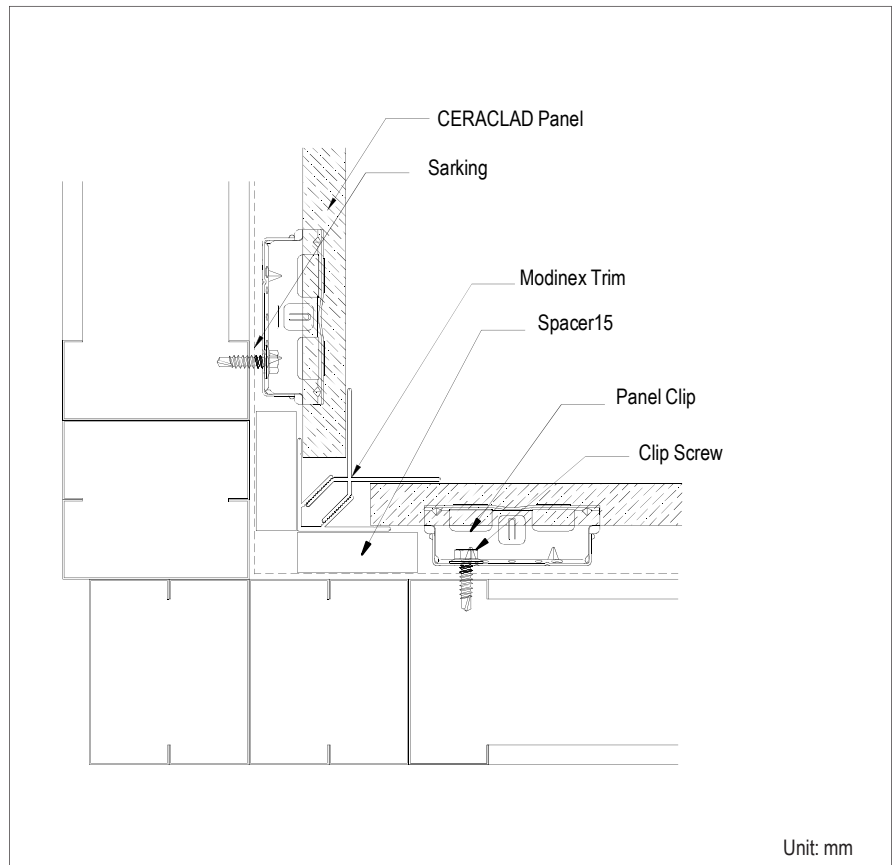 CERACLAD Panel
Sarking
Modinex Trim
Spacer15
Panel Clip
Clip Screw
Unit: mm